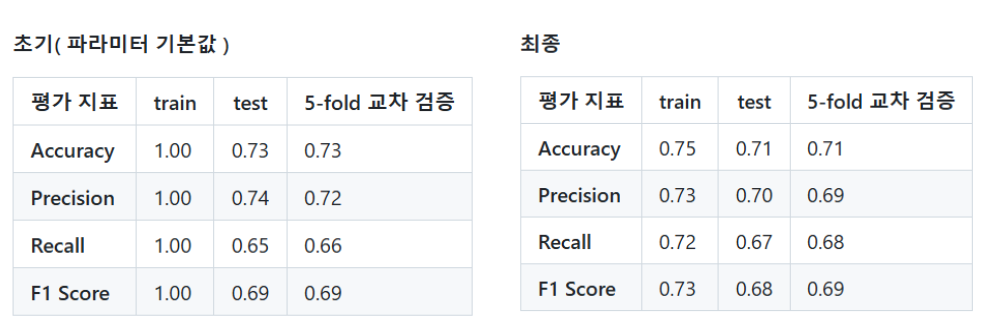 초기( 파라미터 기본값 )
평가 지표 train test 5-fold 교차 검증
Accuracy 1.00 0.73 0.73
Precision 1.00 0.74 0.72
Recall 1.00 0.65 0.66
F1 Score 1.00 0.69 0.69
최종
평가 지표 train test 5-fold 교차 검증
Accuracy 0.75 0.71 0.71
Precision 0.73 0.70 0.69
Recall 0.72 0.67 0.68
F1 Score 0.73 0.68 0.69